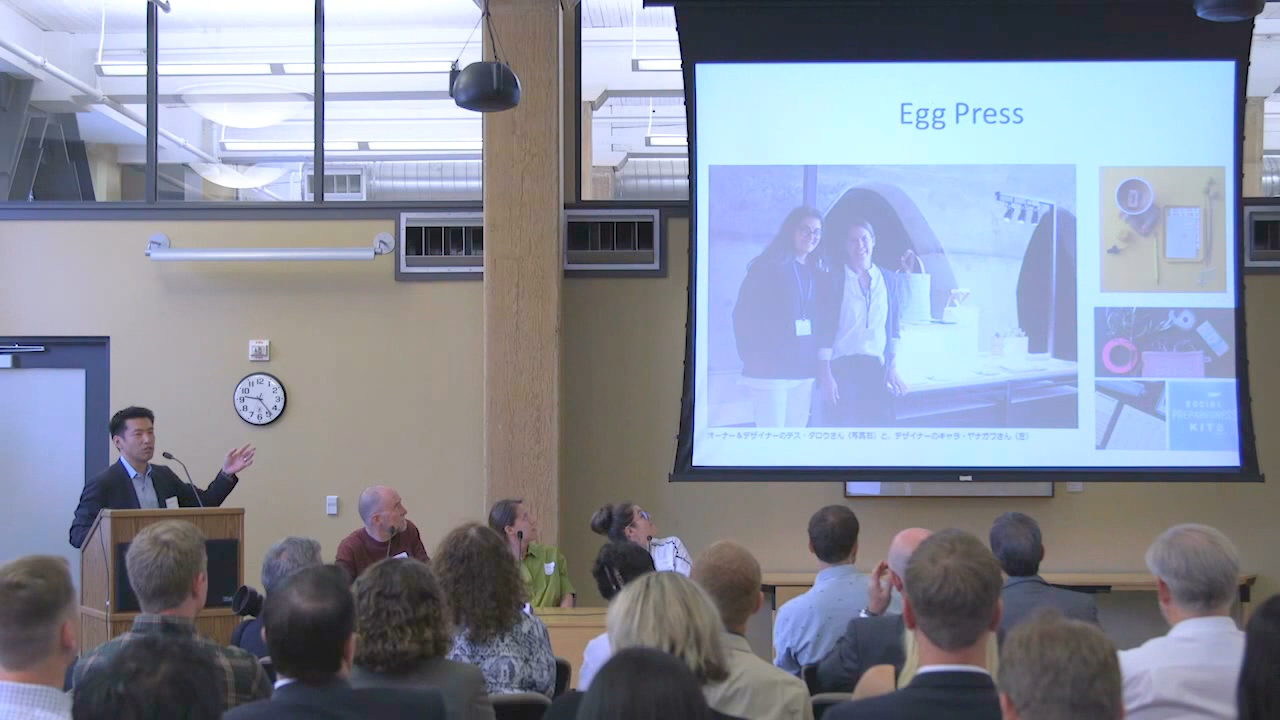 Egg Press
オーナー&デザイナーのテス・ダロウさん(写真右)と、デザイナーのキャラ・ヤナガワさん(左)
SOCIAL
PREPAREDNESS
KITS